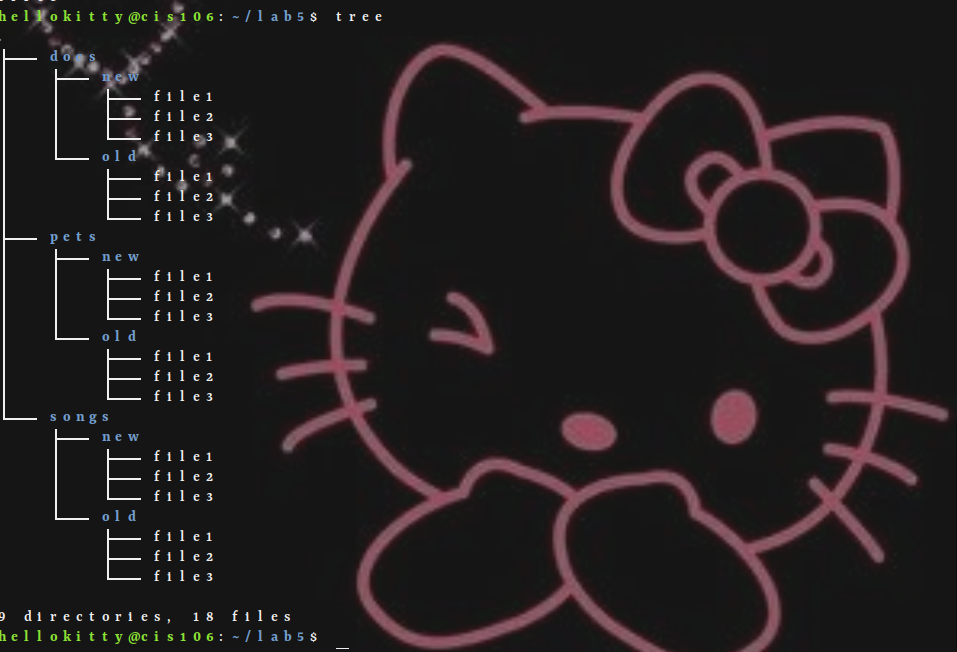 hellokitty@cis106:~/lab5$ tree
.
├── docs
│   ├── new
│   │   ├── file1
│   │   ├── file2
│   │   └── file3
│   └── old
│       ├── file1
│       ├── file2
│       └── file3
├── pets
│   ├── new
│   │   ├── file1
│   │   ├── file2
│   │   └── file3
│   └── old
│       ├── file1
│       ├── file2
│       └── file3
└── songs
    ├── new
    │   ├── file1
    │   ├── file2
    │   └── file3
    └── old
        ├── file1
        ├── file2
        └── file3
9 directories, 18 files
hellokitty@cis106:~/lab5$